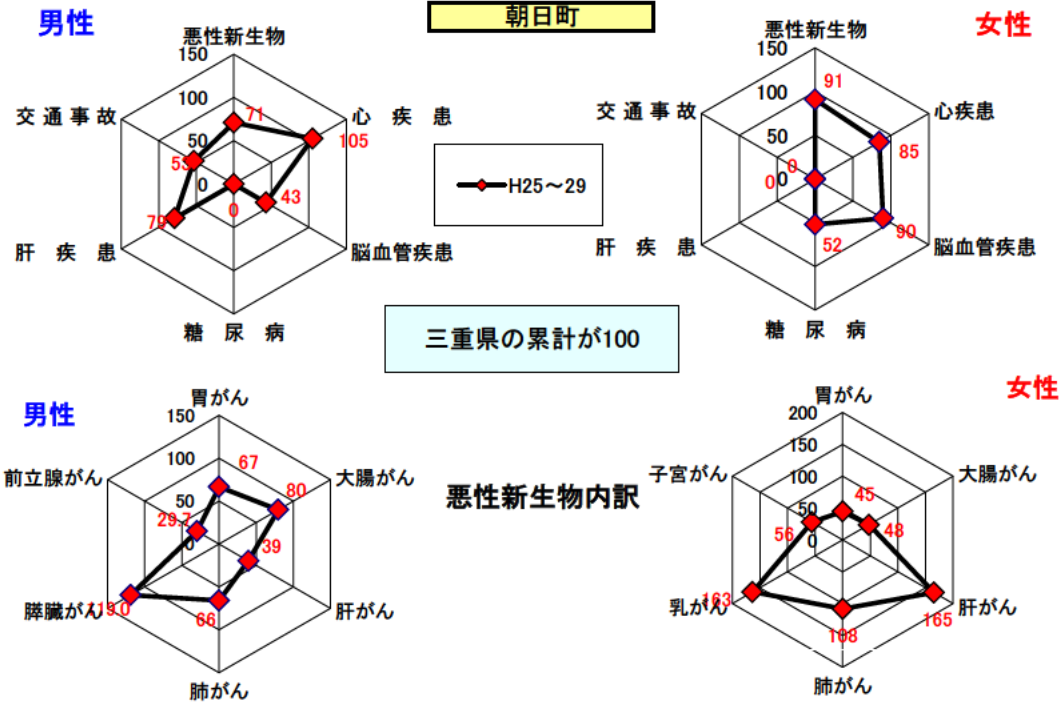 朝日町
男性
悪性新生物
150
100
50
0
心 疾 患
脳血管疾患
糖 尿 病
肝 疾 患
交 通 事 故
71
105
43
0
79
53
H25～29
女性
悪性新生物
150
100
50
0
心疾患
脳血管疾患
糖 尿 病
肝 疾 患
交 通 事 故
91
85
90
52
0
0
三重県の累計が100
男性
胃がん
150
100
50
0
大腸がん
肝がん
肺がん
膵臓がん
前立腺がん
67
80
39
66
119.0
29.7
悪性新生物内訳
女性
胃がん
200
150
100
50
0
大腸がん
肝がん
肺がん
乳がん
子宮がん
45
48
165
108
163
56